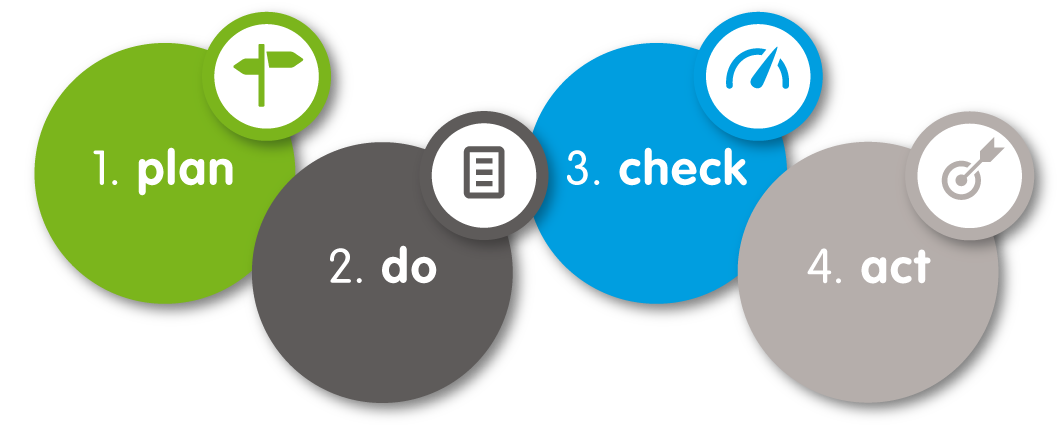 1. plan
2. do
3. check
4. act